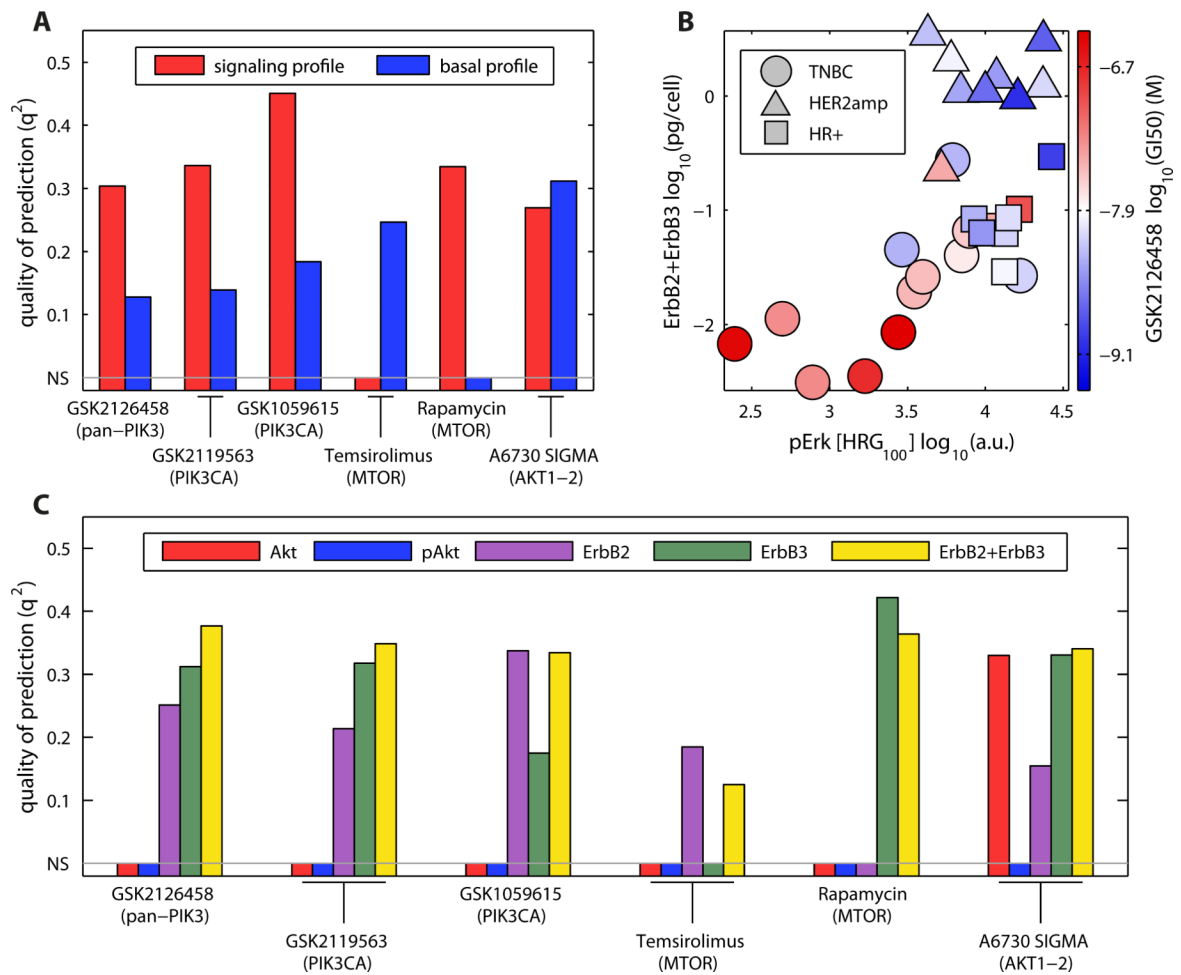 A
quality of prediction (q²)
0.5
0.4
0.3
0.2
0.1
NS
signaling profile
basal profile
GSK2126458
(pan−PIK3)
GSK2119563
(PIK3CA)
GSK1059615
(PIK3CA)
Temsirolimus
(MTOR)
Rapamycin
(MTOR)
A6730 SIGMA
(AKT1−2)
B
ErbB2+ErbB3 log₁₀(pg/cell)
0
−1
−2
TNBC
HER2amp
HR+
2.5
3
3.5
4
4.5
pErk [HRG₁₀₀] log₁₀(a.u.)
−6.7
−7.9
−9.1
GSK2126458 log₁₀(GI50) (M)
C
quality of prediction (q²)
0.5
0.4
0.3
0.2
0.1
NS
Akt
pAkt
ErbB2
ErbB3
ErbB2+ErbB3
GSK2126458
(pan−PIK3)
GSK2119563
(PIK3CA)
GSK1059615
(PIK3CA)
Temsirolimus
(MTOR)
Rapamycin
(MTOR)
A6730 SIGMA
(AKT1−2)